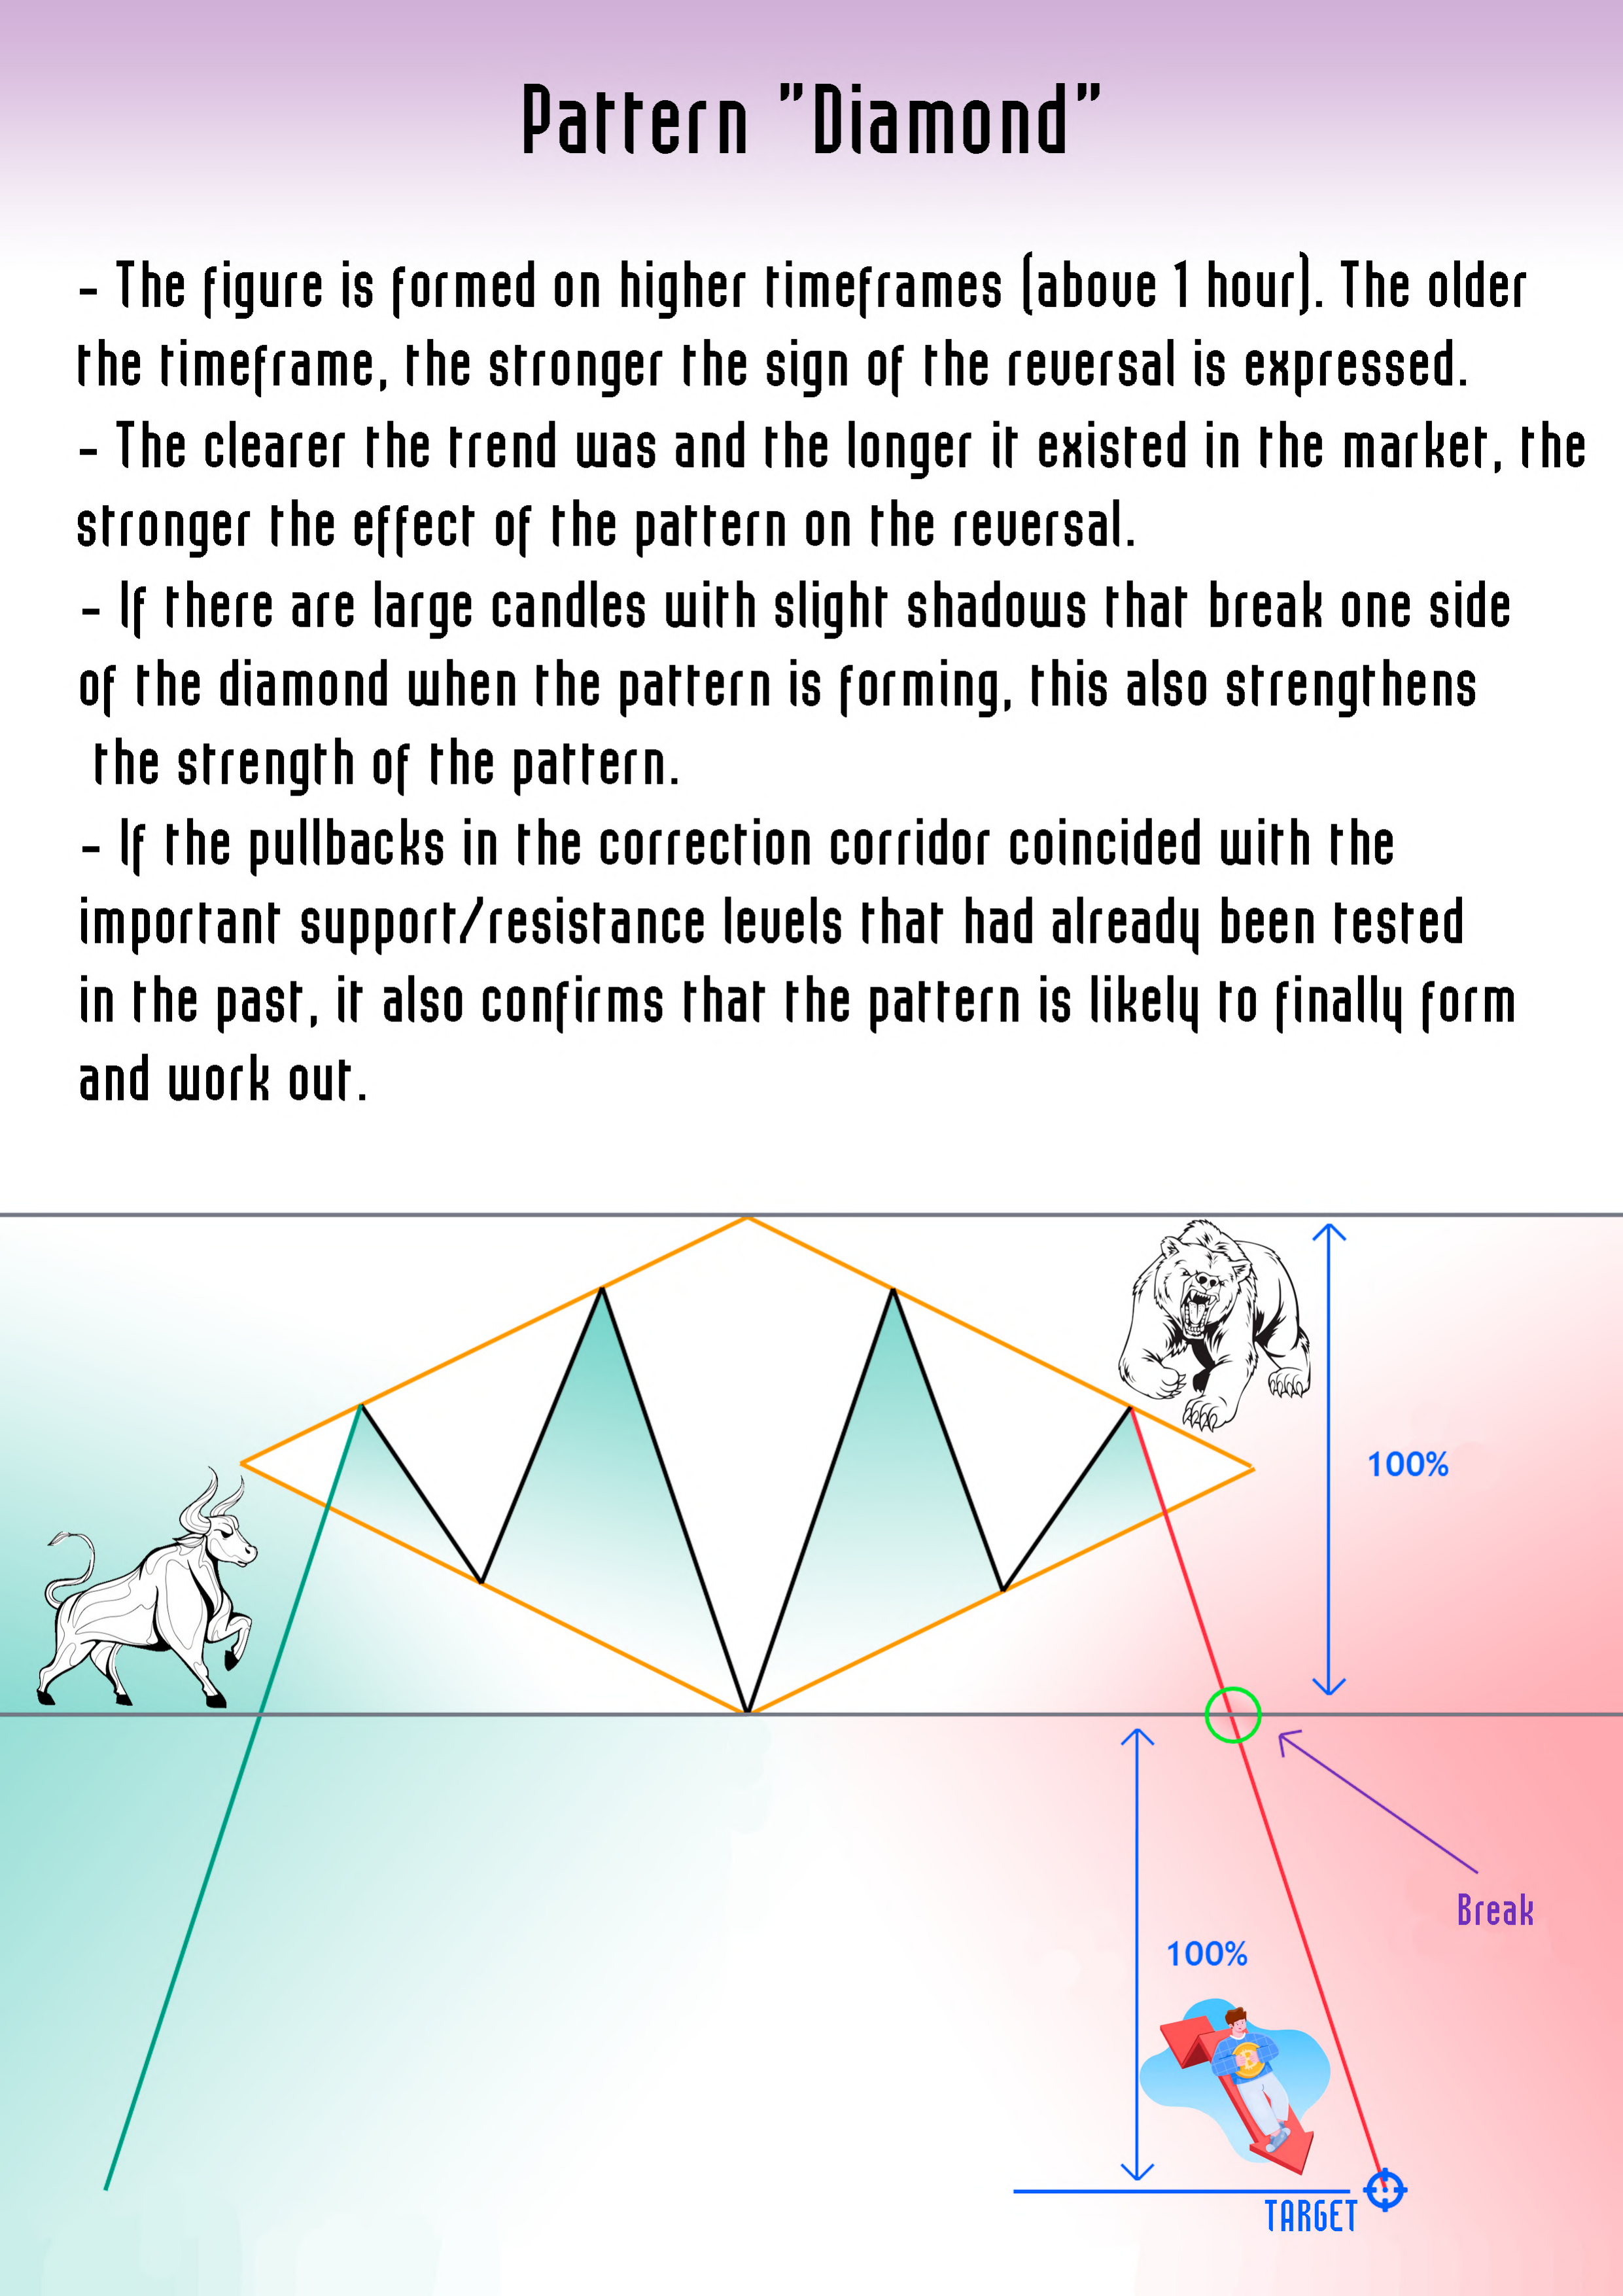 Pattern "Diamond"
- The figure is formed on higher timeframes (above 1 hour). The older
the timeframe, the stronger the sign of the reversal is expressed.
- The clearer the trend was and the longer it existed in the market, the
stronger the effect of the pattern on the reversal.
- If there are large candles with slight shadows that break one side
of the diamond when the pattern is forming, this also strengthens
the strength of the pattern.
- If the pullbacks in the correction corridor coincided with the
important support/resistance levels that had already been tested
in the past, it also confirms that the pattern is likely to finally form
and work out.
100%
Break
100%
TARGET